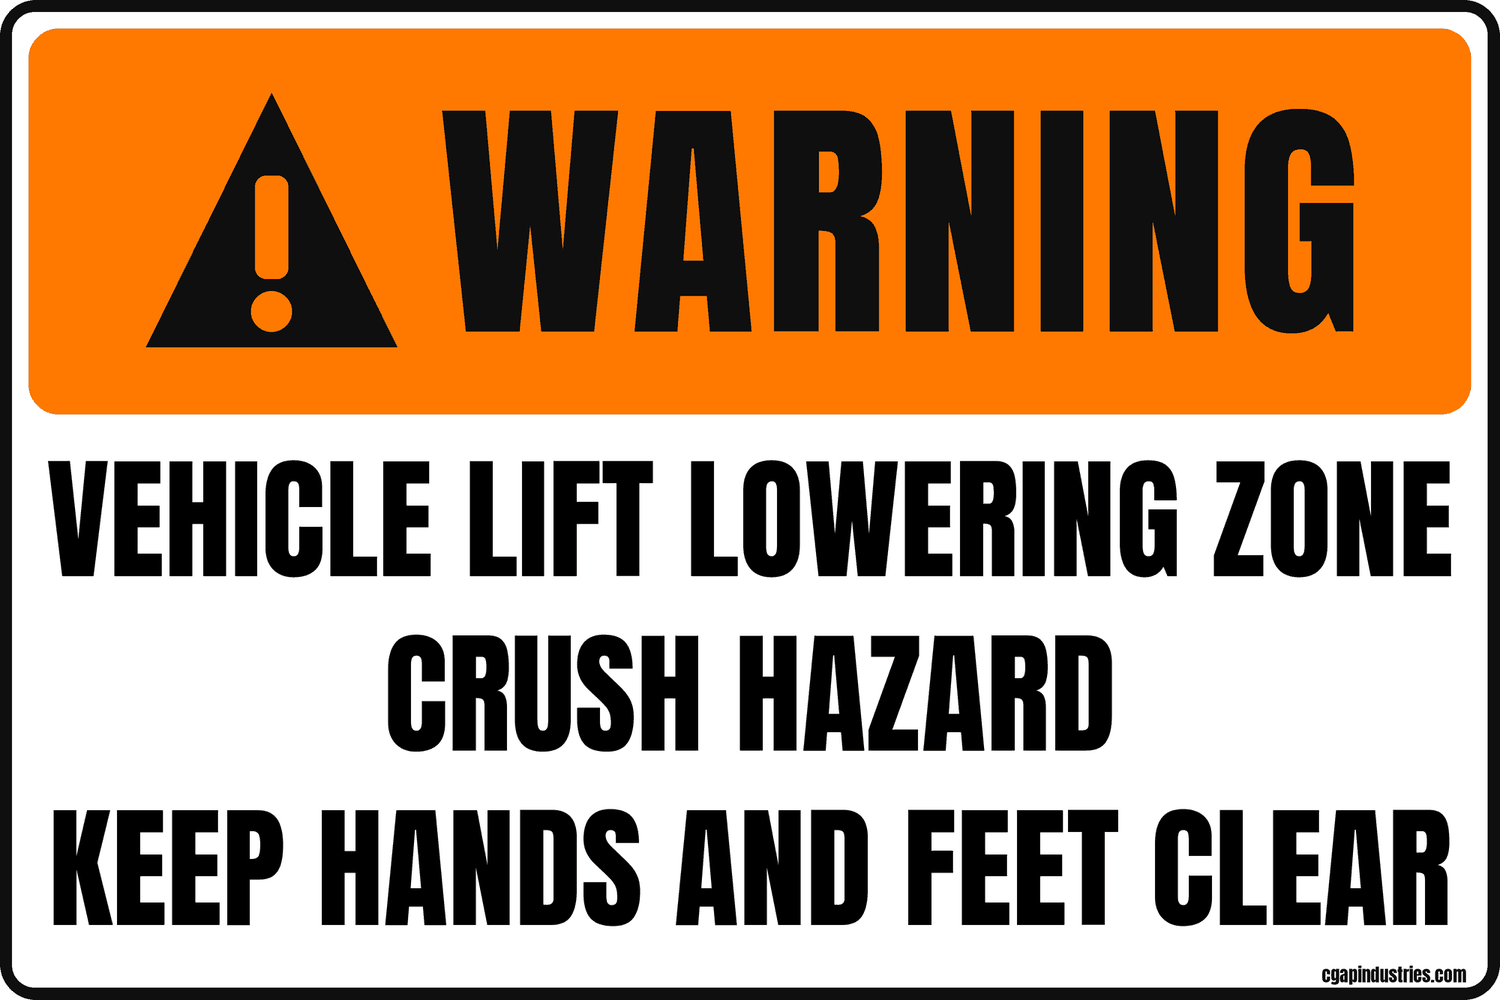 WARNING
VEHICLE LIFT LOWERING ZONE
CRUSH HAZARD
KEEP HANDS AND FEET CLEAR
cgapindustries.com